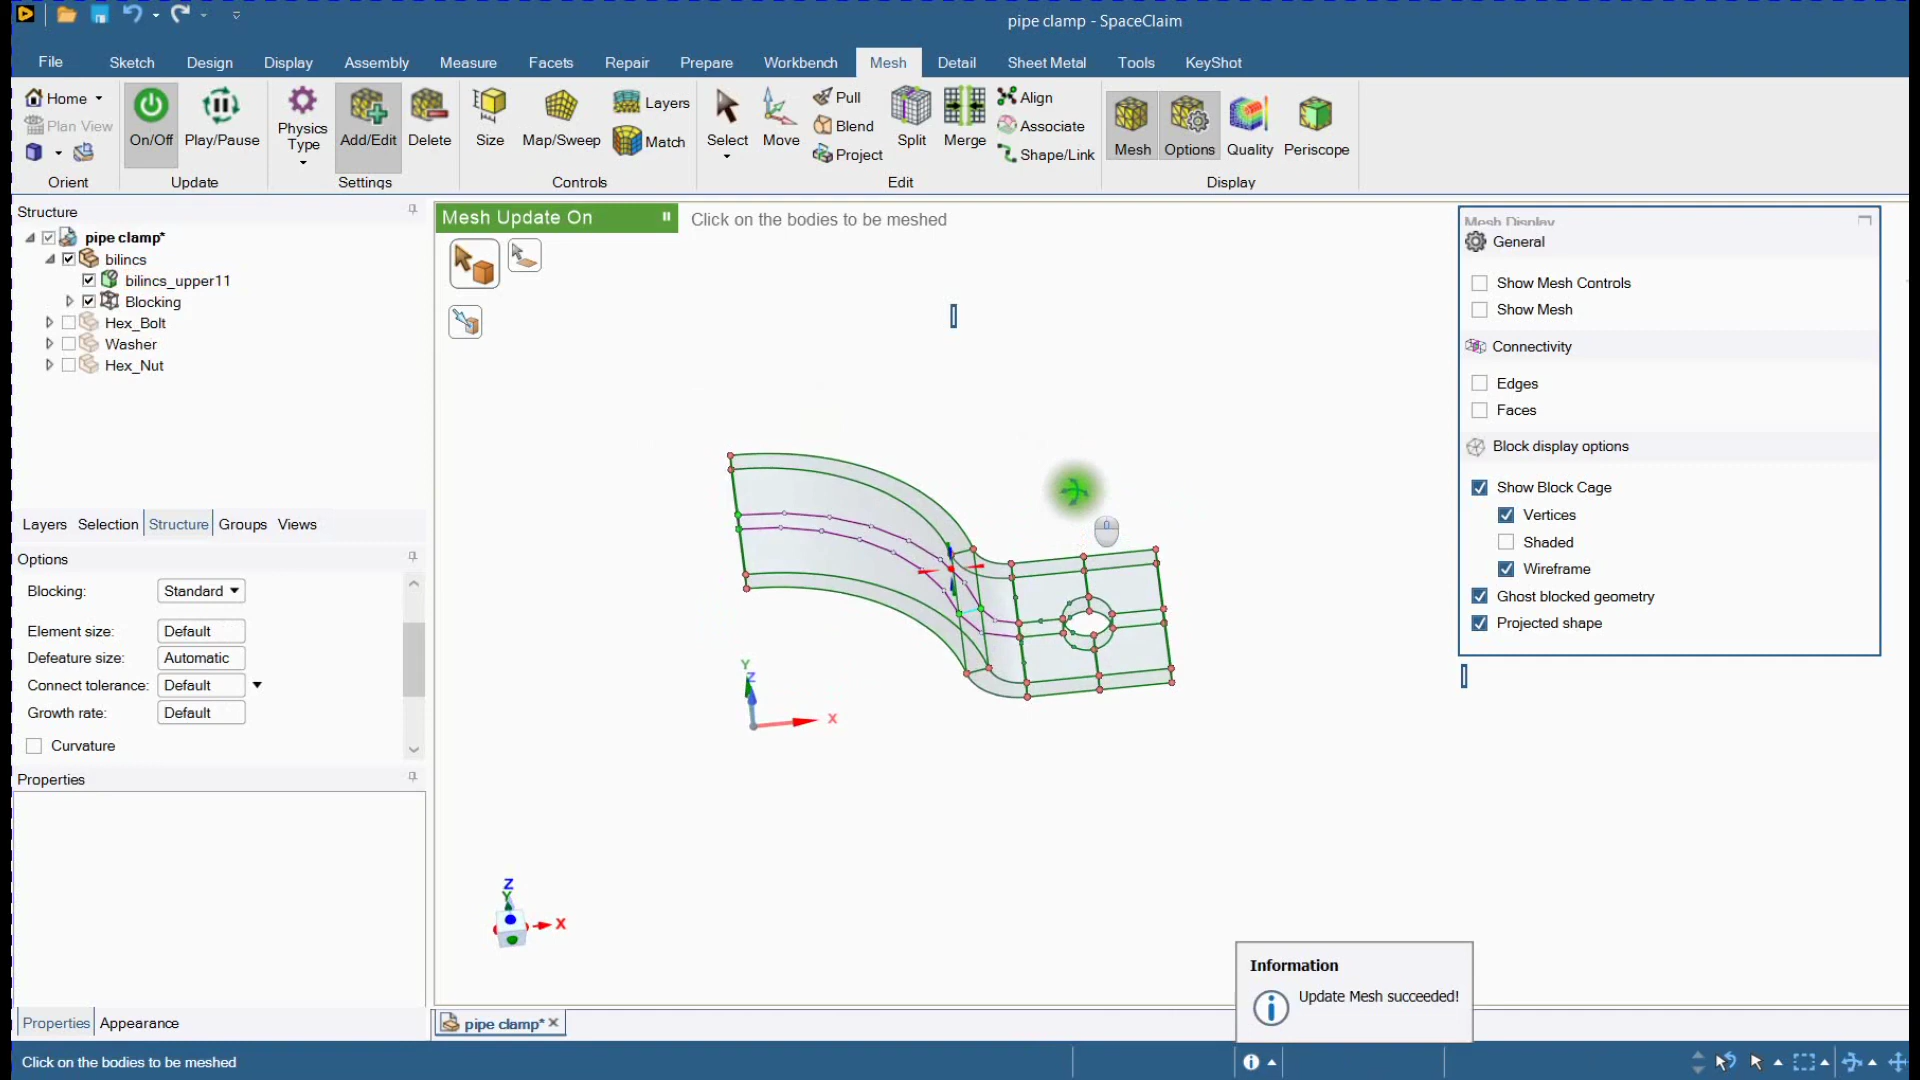 pipe clamp - SpaceClaim
File Sketch Design Display Assembly Measure Facets Repair Prepare Workbench Mesh Detail Sheet Metal Tools KeyShot
Home
Plan View
Orient
On/Off
Play/Pause
Update
Physics
Type
Add/Edit
Delete
Settings
Size
Map/Sweep
Layers
Match
Controls
Select
Move
Pull
Blend
Project
Split
Merge
Align
Associate
Shape/Link
Edit
Mesh
Options
Quality
Periscope
Display
Structure
pipe clamp*
bilincs
bilincs_upper11
Blocking
Hex_Bolt
Washer
Hex_Nut
Layers Selection Structure Groups Views
Options
Blocking: Standard
Element size: Default
Defeature size: Automatic
Connect tolerance: Default
Growth rate: Default
Curvature
Properties
Properties Appearance
Mesh Update On
Click on the bodies to be meshed
Y
Z
X
Z
Y
X
Mesh Display
General
Show Mesh Controls
Show Mesh
Connectivity
Edges
Faces
Block display options
Show Block Cage
Vertices
Shaded
Wireframe
Ghost blocked geometry
Projected shape
Information
Update Mesh succeeded!
pipe clamp*
Click on the bodies to be meshed